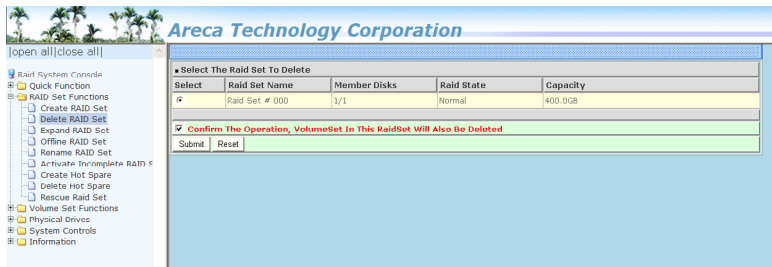 Areca Technology Corporation
|open all|close all|
Raid System Console
Quick Function
RAID Set Functions
Create RAID Set
Delete RAID Set
Expand RAID Set
Offline RAID Set
Rename RAID Set
Activate Incomplete RAID S
Create Hot Spare
Delete Hot Spare
Rescue Raid Set
Volume Set Functions
Physical Drives
System Controls
Information
Select The Raid Set To Delete
Select Raid Set Name Member Disks Raid State Capacity
Raid Set # 000 1/1 Normal 400.0GB
Confirm The Operation, VolumeSet In This RaidSet Will Also Be Deleted
Submit Reset